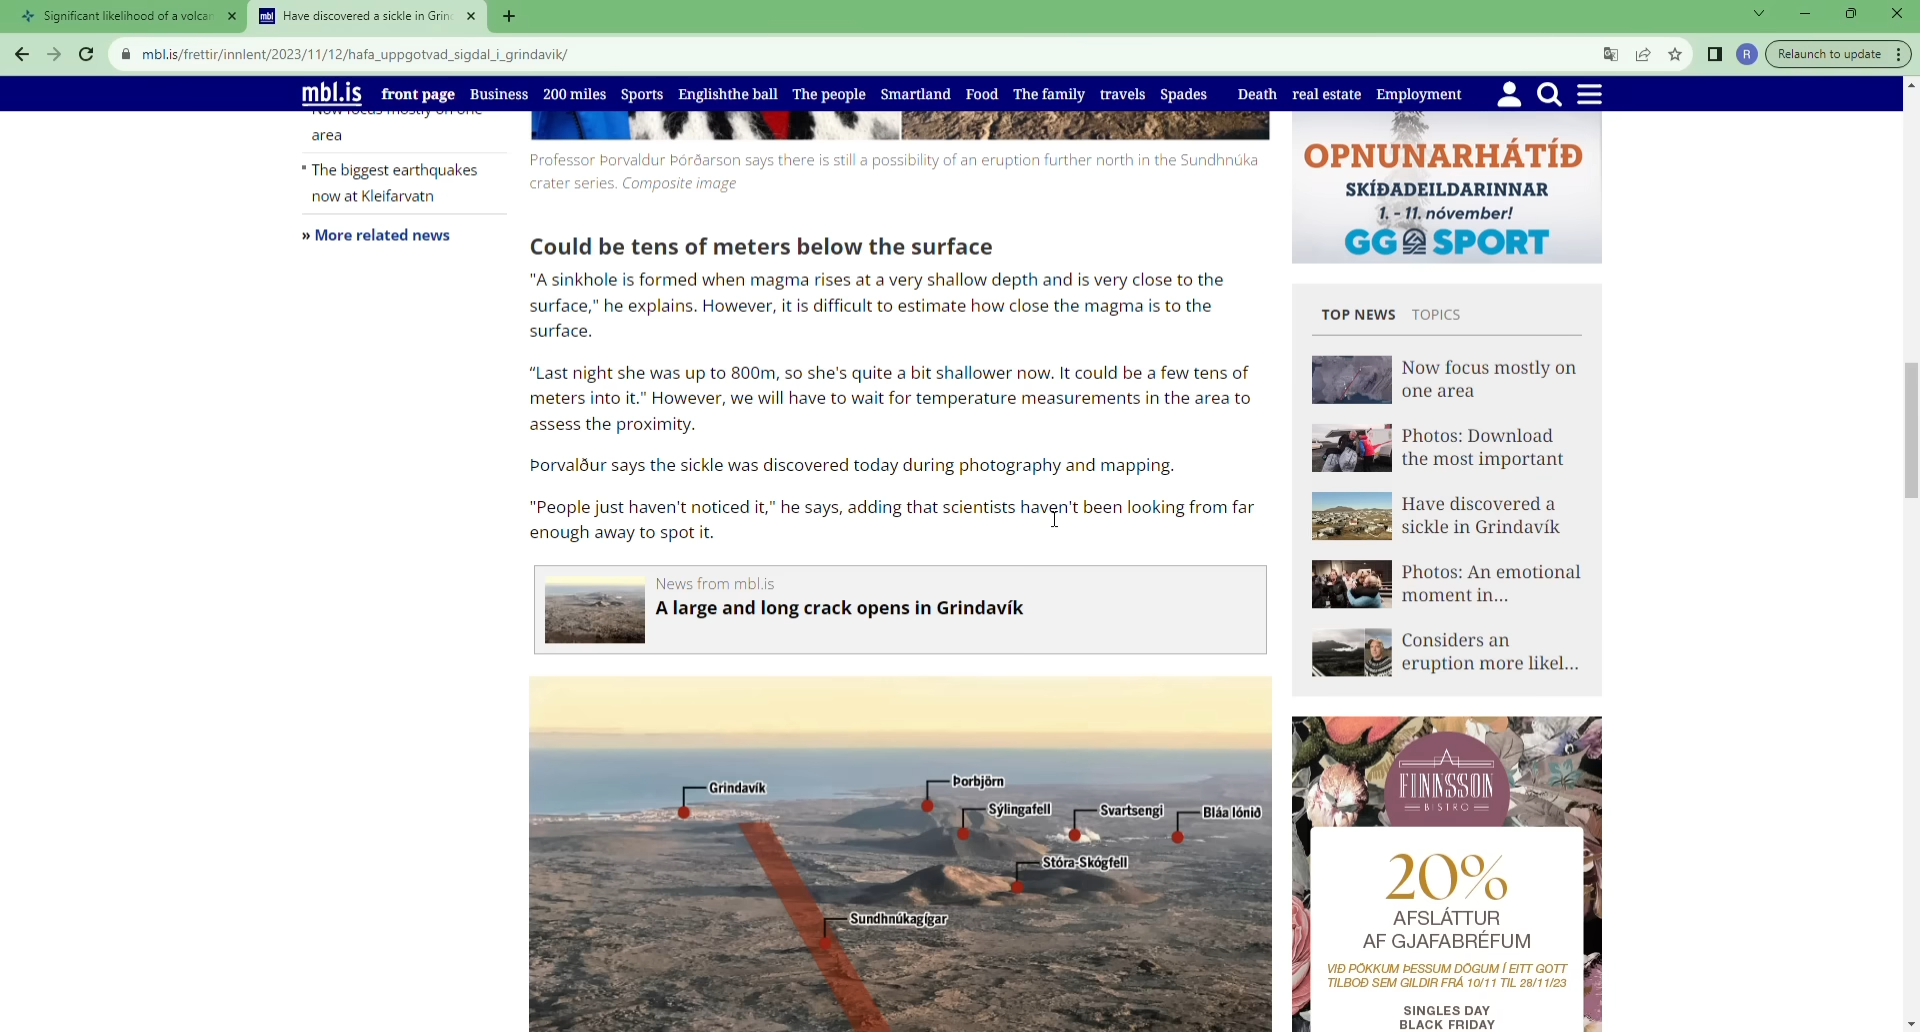 Significant likelihood of a volcan
Have discovered a sickle in Grin
mbl.is/frettir/innlent/2023/11/12/hafa_uppgotvad_sigdal_i_grindavik/
R
Relaunch to update
mbl.is
front page Business 200 miles Sports Englishthe ball The people Smartland Food The family travels Spades Death real estate Employment
Now focus mostly on one
area
The biggest earthquakes
now at Kleifarvatn
» More related news
Professor Þorvaldur Þórðarson says there is still a possibility of an eruption further north in the Sundhnúka
crater series. Composite image
Could be tens of meters below the surface
"A sinkhole is formed when magma rises at a very shallow depth and is very close to the
surface," he explains. However, it is difficult to estimate how close the magma is to the
surface.
“Last night she was up to 800m, so she's quite a bit shallower now. It could be a few tens of
meters into it." However, we will have to wait for temperature measurements in the area to
assess the proximity.
Þorvalður says the sickle was discovered today during photography and mapping.
"People just haven't noticed it," he says, adding that scientists haven't been looking from far
enough away to spot it.
News from mbl.is
A large and long crack opens in Grindavík
Grindavík
Þorbjörn
Sýlingafell
Svartsengi
Bláa lónið
Stóra-Skógfell
Sundhnúkagígar
OPNUNARHÁTÍÐ
SKÍÐADEILDARINNAR
1. - 11. nóvember!
GG SPORT
TOP NEWS TOPICS
Now focus mostly on
one area
Photos: Download
the most important
Have discovered a
sickle in Grindavík
Photos: An emotional
moment in...
Considers an
eruption more likel...
FINNSSON
BISTRO
20%
AFSLÁTTUR
AF GJAFABRÉFUM
VIÐ PÖKKUM ÞESSUM DÖGUM Í EITT GOTT
TILBOÐ SEM GILDIR FRÁ 10/11 TIL 28/11/23
SINGLES DAY
BLACK FRIDAY